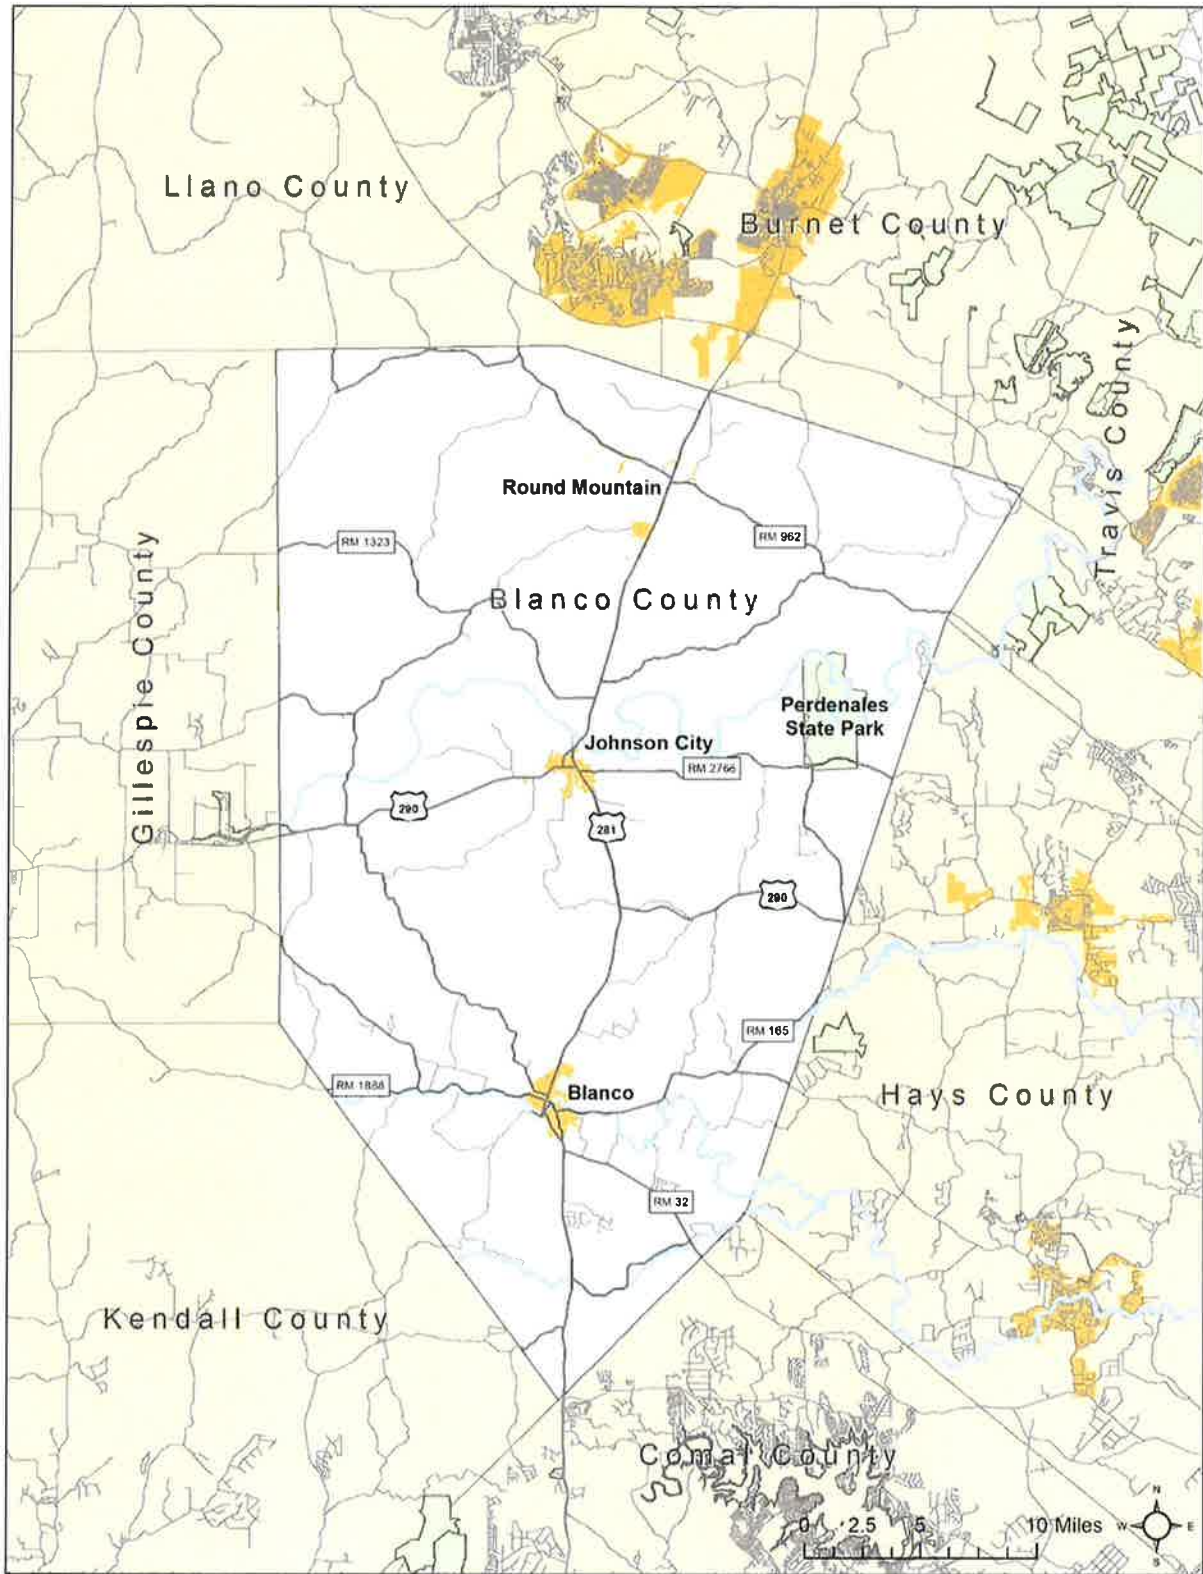 Llano County
Burnet County
Travis County
Round Mountain
RM 1323
RM 962
Blanco County
Gillespie County
Perdenales
State Park
Johnson City
RM 2766
290
281
290
RM 165
RM 1888
Blanco
Hays County
RM 32
Kendall County
Comal County
0 2.5 5 10 Miles
N
W E
S